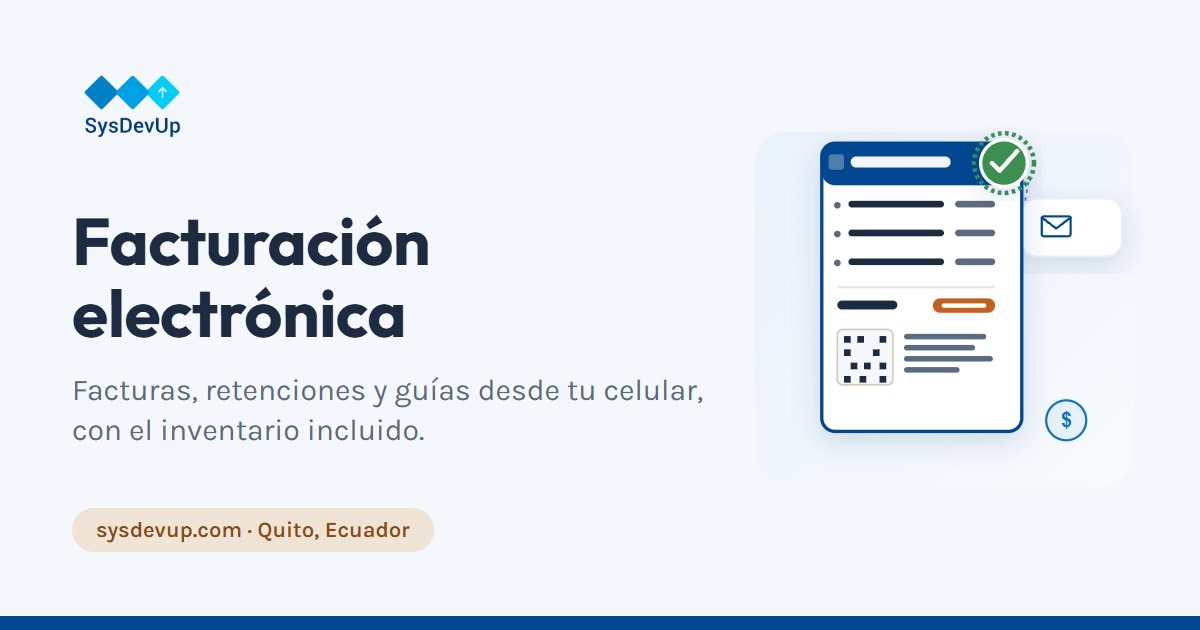 SysDevUp
Facturación
electrónica
Facturas, retenciones y guías desde tu celular,
con el inventario incluido.
$
sysdevup.com · Quito, Ecuador